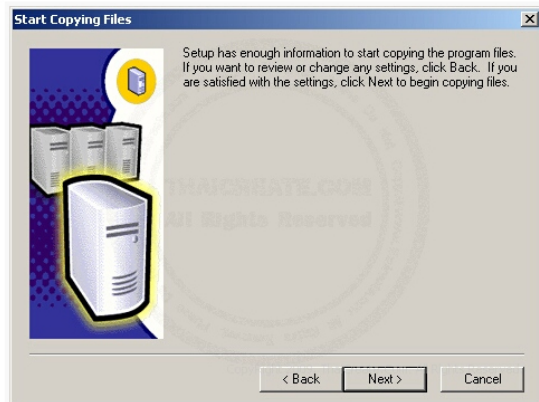 Start Copying Files
Setup has enough information to start copying the program files.
If you want to review or change any settings, click Back. If you
are satisfied with the settings, click Next to begin copying files.
THAICREATE.COM
All Rights Reserved
< Back
Next >
Cancel